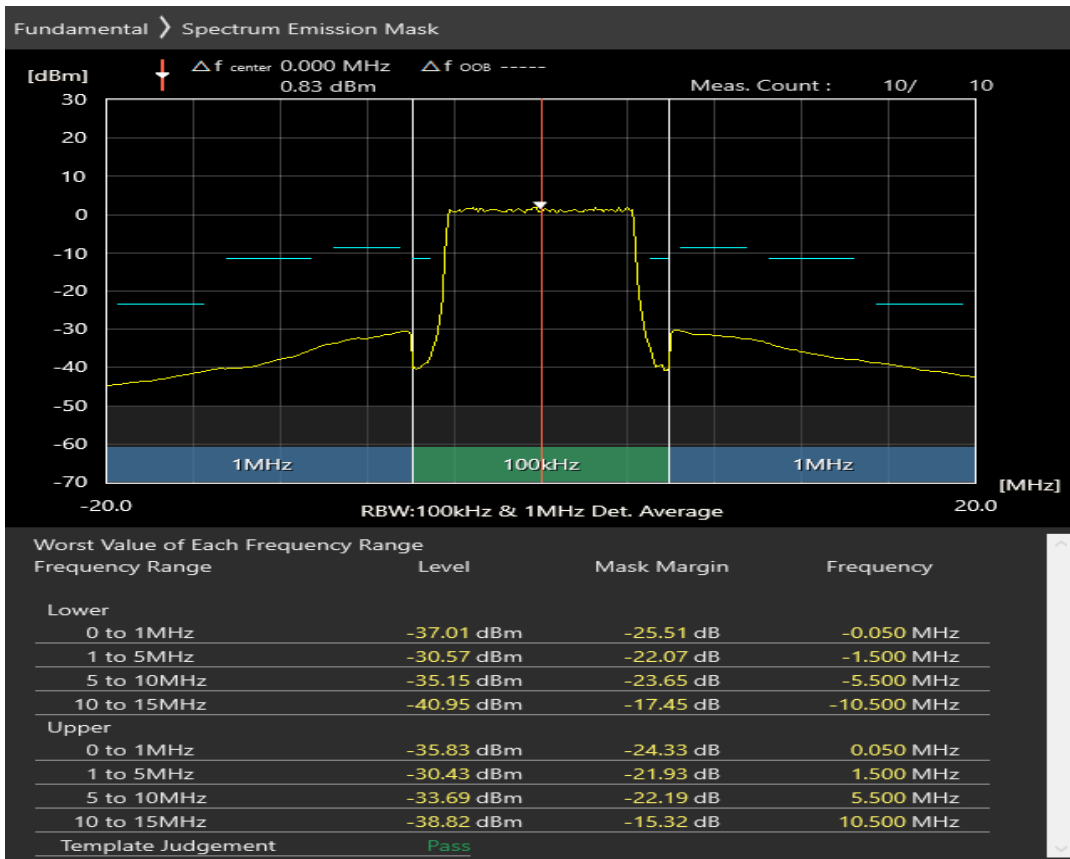 Fundamental ❭ Spectrum Emission Mask
△f center 0.000 MHz △f OOB -----
[dBm] 0.83 dBm Meas. Count : 10/ 10
30
20
10
0
-10
-20
-30
-40
-50
-60
1MHz 100kHz 1MHz
-70
[MHz]
-20.0 RBW:100kHz & 1MHz Det. Average 20.0
Worst Value of Each Frequency Range
Frequency Range Level Mask Margin Frequency
Lower
0 to 1MHz -37.01 dBm -25.51 dB -0.050 MHz
1 to 5MHz -30.57 dBm -22.07 dB -1.500 MHz
5 to 10MHz -35.15 dBm -23.65 dB -5.500 MHz
10 to 15MHz -40.95 dBm -17.45 dB -10.500 MHz
Upper
0 to 1MHz -35.83 dBm -24.33 dB 0.050 MHz
1 to 5MHz -30.43 dBm -21.93 dB 1.500 MHz
5 to 10MHz -33.69 dBm -22.19 dB 5.500 MHz
10 to 15MHz -38.82 dBm -15.32 dB 10.500 MHz
Template Judgement Pass